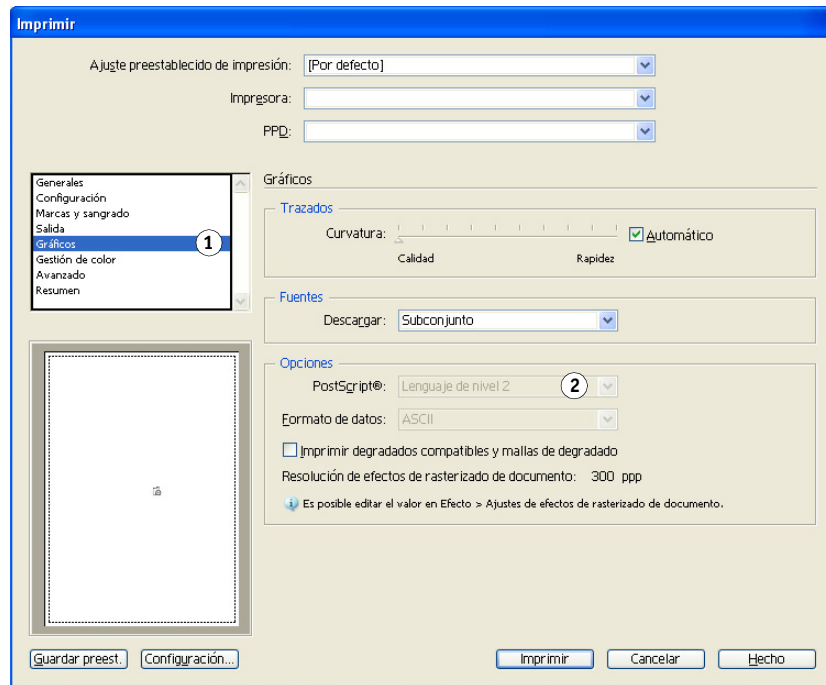 Imprimir
Ajuste preestablecido de impresión: [Por defecto]
Impresora:
PPD:
Generales
Configuración
Marcas y sangrado
Salida
Gráficos 1
Gestión de color
Avanzado
Resumen
Gráficos
Trazados
Curvatura: Automático
Calidad Rapidez
Fuentes
Descargar: Subconjunto
Opciones
PostScript®: Lenguaje de nivel 2 2
Formato de datos: ASCII
Imprimir degradados compatibles y mallas de degradado
Resolución de efectos de rasterizado de documento: 300 ppp
Es posible editar el valor en Efecto > Ajustes de efectos de rasterizado de documento.
Guardar preest. Configuración... Imprimir Cancelar Hecho